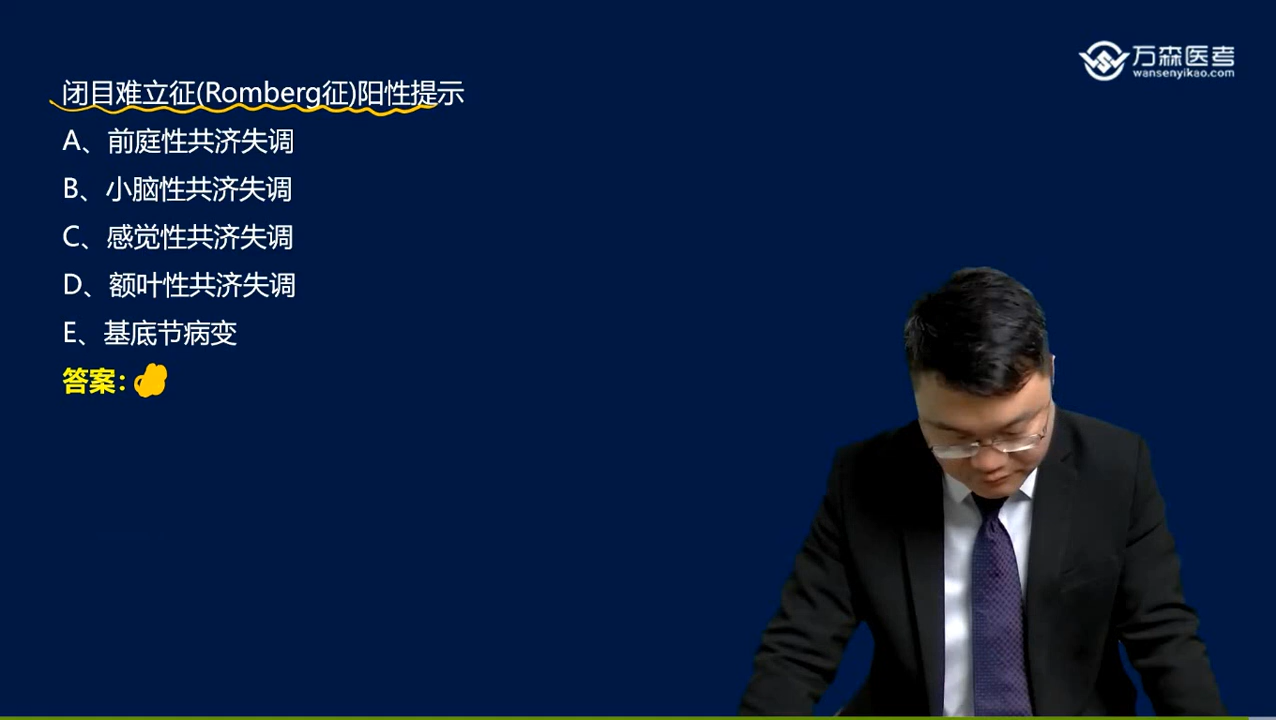 万森医考
wansenyikao.com
闭目难立征(Romberg征)阳性提示
A、前庭性共济失调
B、小脑性共济失调
C、感觉性共济失调
D、额叶性共济失调
E、基底节病变
答案：